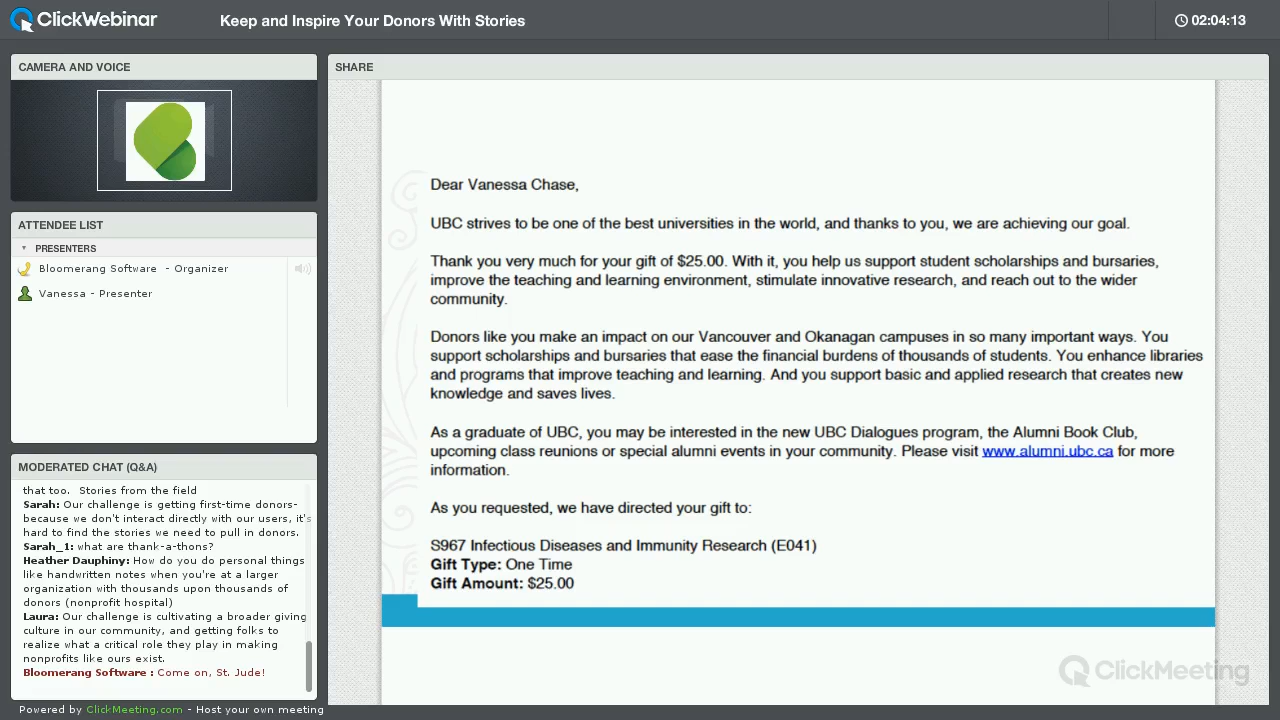 ClickWebinar
Keep and Inspire Your Donors With Stories
02:04:13
CAMERA AND VOICE
SHARE
ATTENDEE LIST
PRESENTERS
Bloomerang Software - Organizer
Vanessa - Presenter
MODERATED CHAT (Q&A)
that too. Stories from the field
Sarah: Our challenge is getting first-time donors-
because we don't interact directly with our users, it's
hard to find the stories we need to pull in donors.
Sarah_1: what are thank-a-thons?
Heather Dauphiny: How do you do personal things
like handwritten notes when you're at a larger
organization with thousands upon thousands of
donors (nonprofit hospital)
Laura: Our challenge is cultivating a broader giving
culture in our community, and getting folks to
realize what a critical role they play in making
nonprofits like ours exist.
Bloomerang Software : Come on, St. Jude!
Powered by ClickMeeting.com - Host your own meeting
Dear Vanessa Chase,
UBC strives to be one of the best universities in the world, and thanks to you, we are achieving our goal.
Thank you very much for your gift of $25.00. With it, you help us support student scholarships and bursaries,
improve the teaching and learning environment, stimulate innovative research, and reach out to the wider
community.
Donors like you make an impact on our Vancouver and Okanagan campuses in so many important ways. You
support scholarships and bursaries that ease the financial burdens of thousands of students. You enhance libraries
and programs that improve teaching and learning. And you support basic and applied research that creates new
knowledge and saves lives.
As a graduate of UBC, you may be interested in the new UBC Dialogues program, the Alumni Book Club,
upcoming class reunions or special alumni events in your community. Please visit www.alumni.ubc.ca for more
information.
As you requested, we have directed your gift to:
S967 Infectious Diseases and Immunity Research (E041)
Gift Type: One Time
Gift Amount: $25.00
ClickMeeting